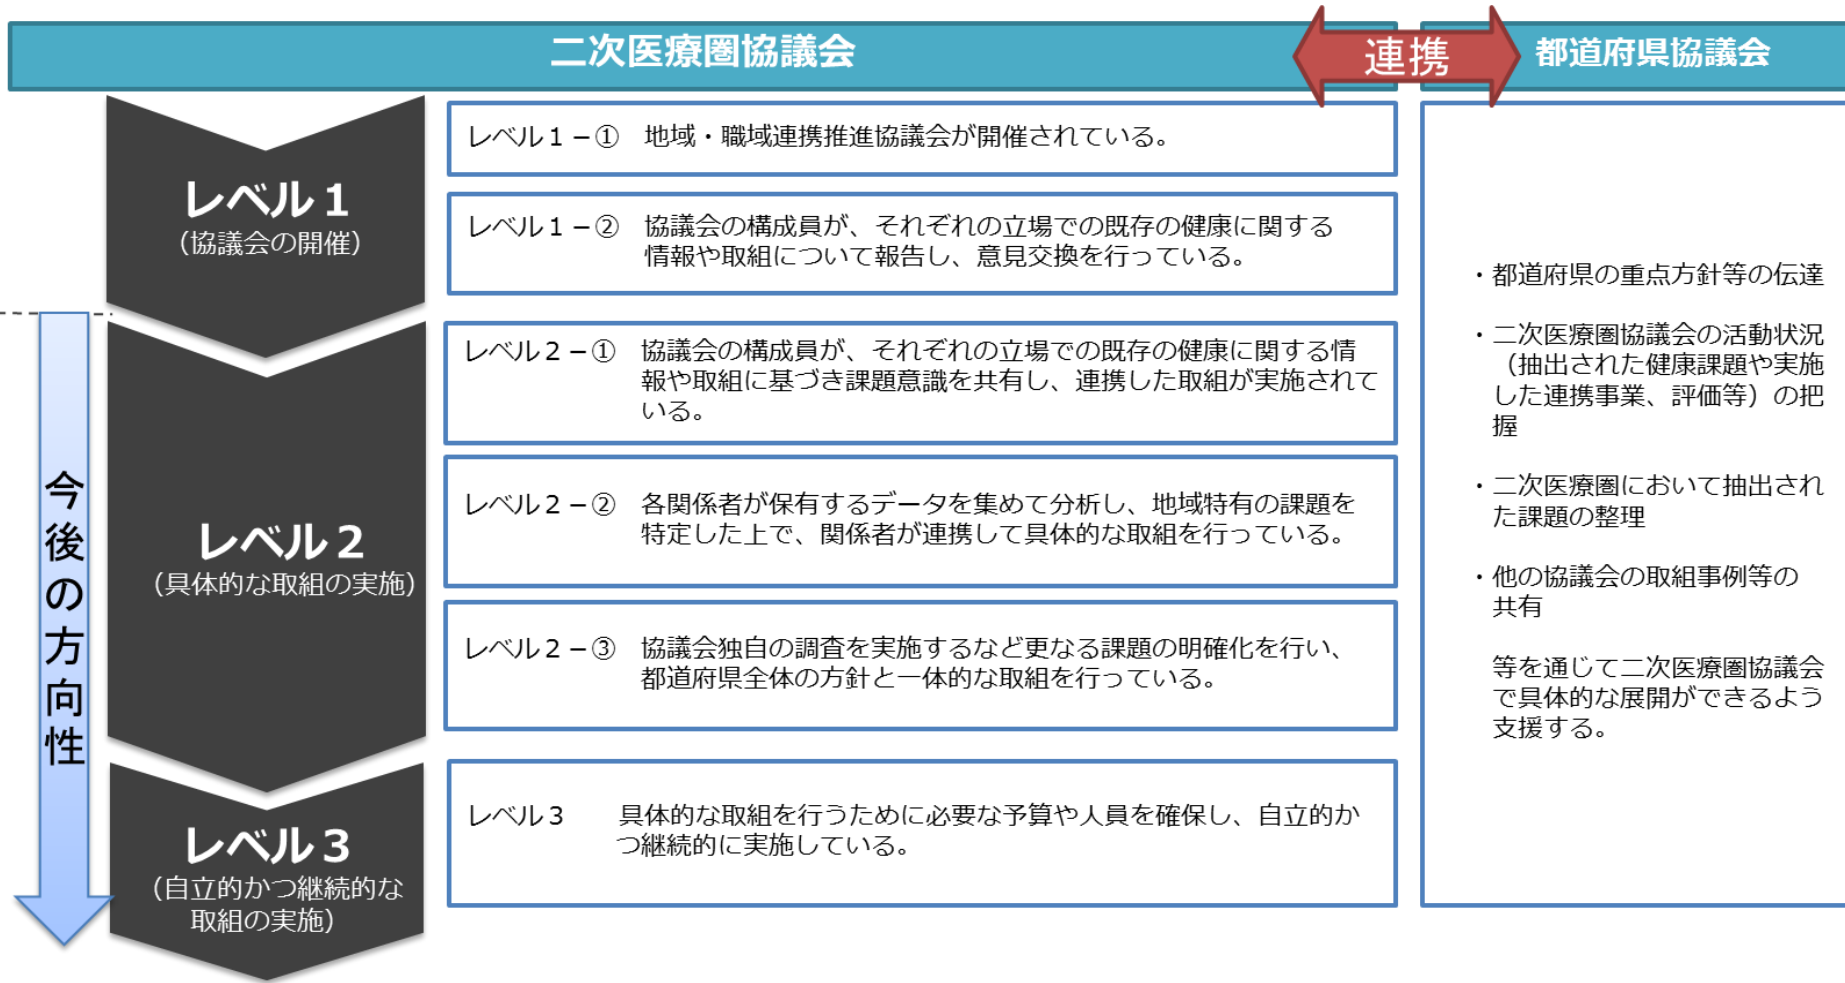 二次医療圏協議会
連携
都道府県協議会
レベル１
（協議会の開催）
レベル１－①　地域・職域連携推進協議会が開催されている。
レベル１－②　協議会の構成員が、それぞれの立場での既存の健康に関する
情報や取組について報告し、意見交換を行っている。
今後の方向性
レベル２
（具体的な取組の実施）
レベル２－①　協議会の構成員が、それぞれの立場での既存の健康に関する情
報や取組に基づき課題意識を共有し、連携した取組が実施されて
いる。
レベル２－②　各関係者が保有するデータを集めて分析し、地域特有の課題を
特定した上で、関係者が連携して具体的な取組を行っている。
レベル２－③　協議会独自の調査を実施するなど更なる課題の明確化を行い、
都道府県全体の方針と一体的な取組を行っている。
レベル３
（自立的かつ継続的な
取組の実施）
レベル３　　具体的な取組を行うために必要な予算や人員を確保し、自立的か
つ継続的に実施している。
・都道府県の重点方針等の伝達
・二次医療圏協議会の活動状況
（抽出された健康課題や実施
した連携事業、評価等）の把
握
・二次医療圏において抽出され
た課題の整理
・他の協議会の取組事例等の
共有
等を通じて二次医療圏協議会
で具体的な展開ができるよう
支援する。